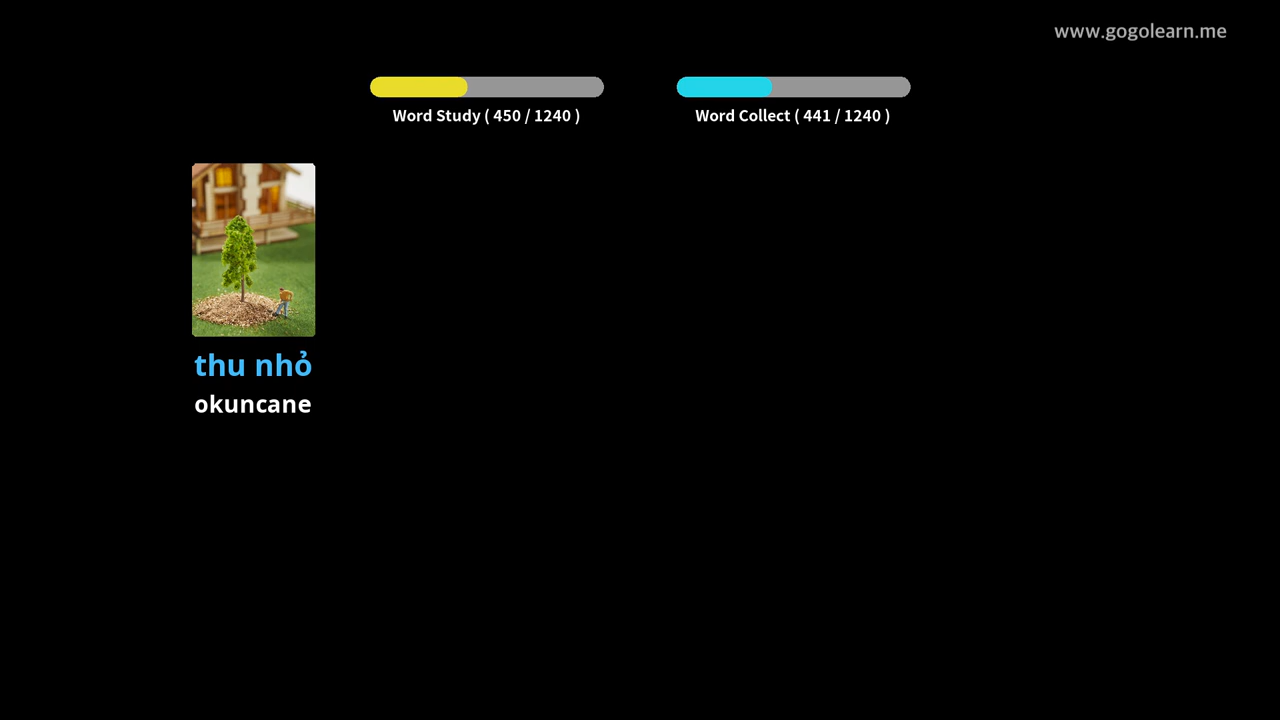 www.gogolearn.me
Word Study ( 450 / 1240 )
Word Collect ( 441 / 1240 )
thu nhỏ
okuncane